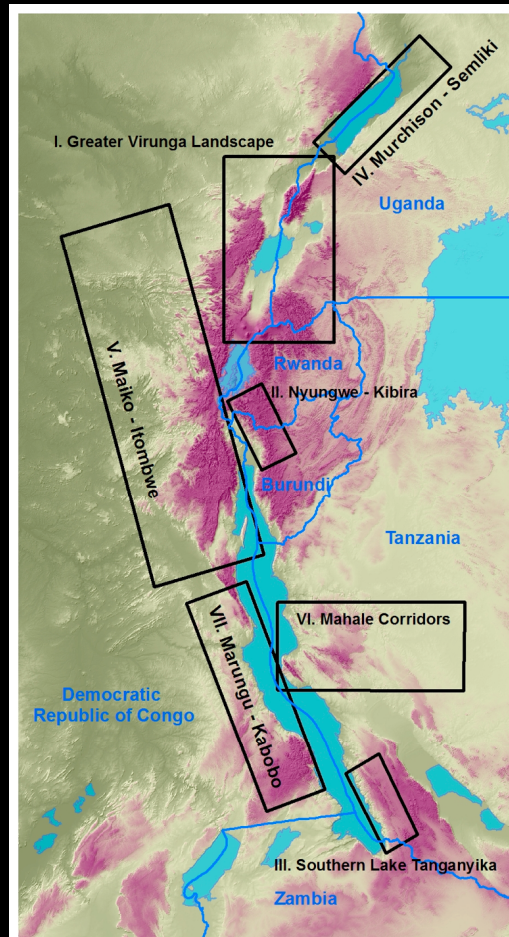 IV. Murchison - Semliki
I. Greater Virunga Landscape
Uganda
V. Maiko - Itombwe
Rwanda
II. Nyungwe - Kibira
Burundi
Tanzania
VII. Marungu - Kabobo
VI. Mahale Corridors
Democratic
Republic of Congo
III. Southern Lake Tanganyika
Zambia